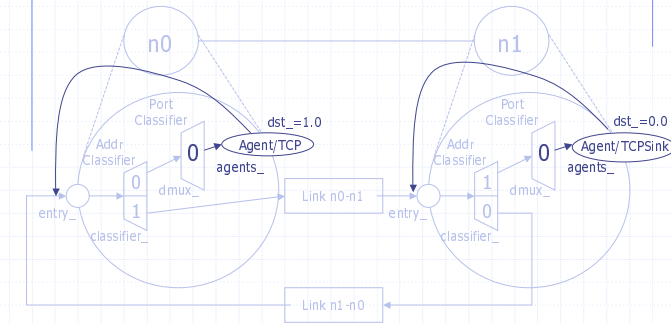 n0
n1
Port
Classifier
dst_=1.0
Addr
Classifier
0
Agent/TCP
agents_
0
1
dmux_
entry_
classifier_
Link n0-n1
Port
Classifier
dst_=0.0
Addr
Classifier
0
Agent/TCPSink
agents_
1
0
dmux_
entry_
classifier_
Link n1-n0